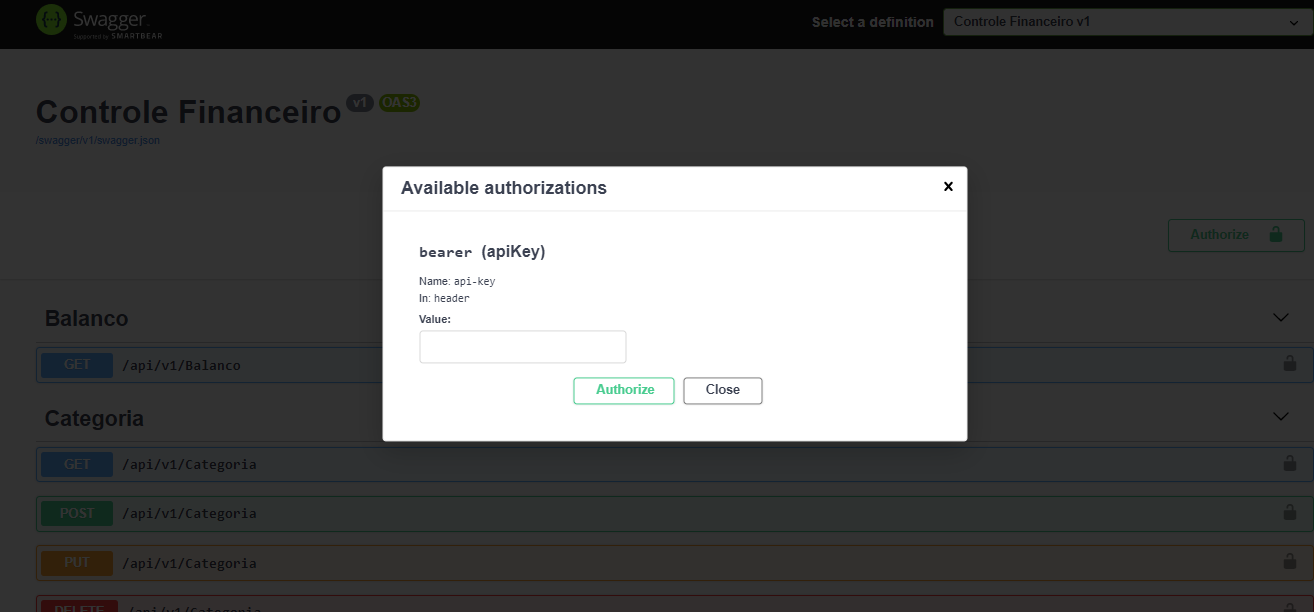 Swagger.
Supported by SMARTBEAR
Select a definition
Controle Financeiro v1
Controle Financeiro v1 OAS3
/swagger/v1/swagger.json
Available authorizations
bearer (apiKey)
Name: api-key
In: header
Value:
Authorize
Close
Authorize
Balanco
GET /api/v1/Balanco
Categoria
GET /api/v1/Categoria
POST /api/v1/Categoria
PUT /api/v1/Categoria
DELETE /api/v1/Categoria